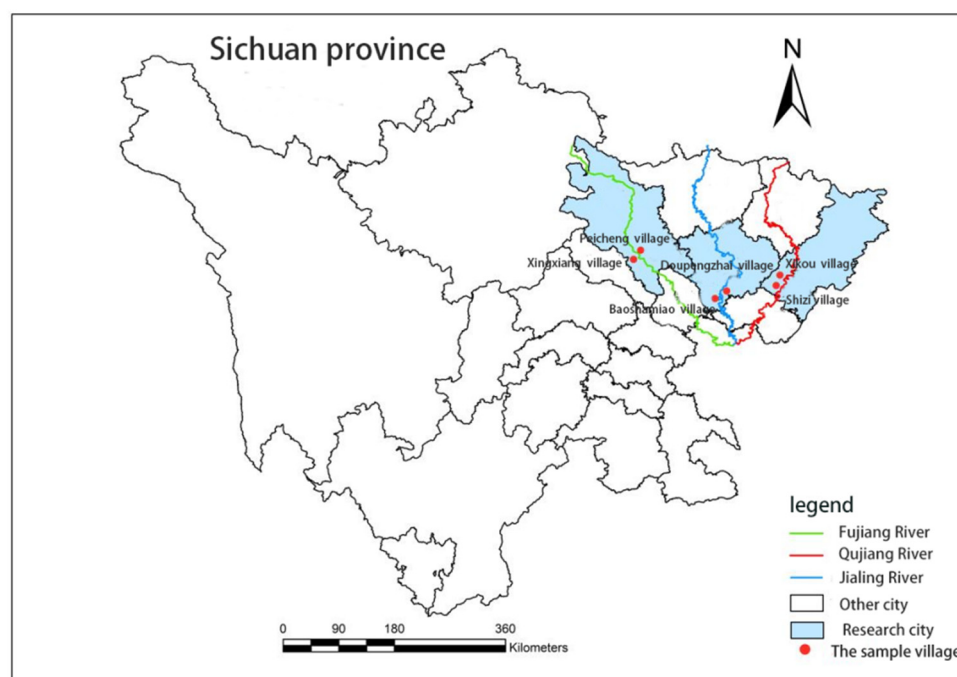 Sichuan province
N
Peicheng village
Xingxiang village
Doupengzhai village
Xikou village
Baoshamiao village
Shizi village
legend
Fujiang River
Qujiang River
Jialing River
Other city
Research city
The sample village
0 90 180 360
Kilometers